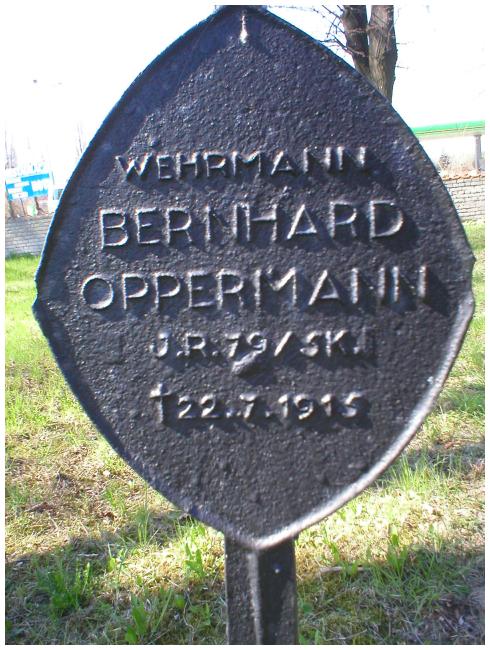 WEHRMANN
BERNHARD
OPPERMANN
J.R.79/5K.
†22.7.1915